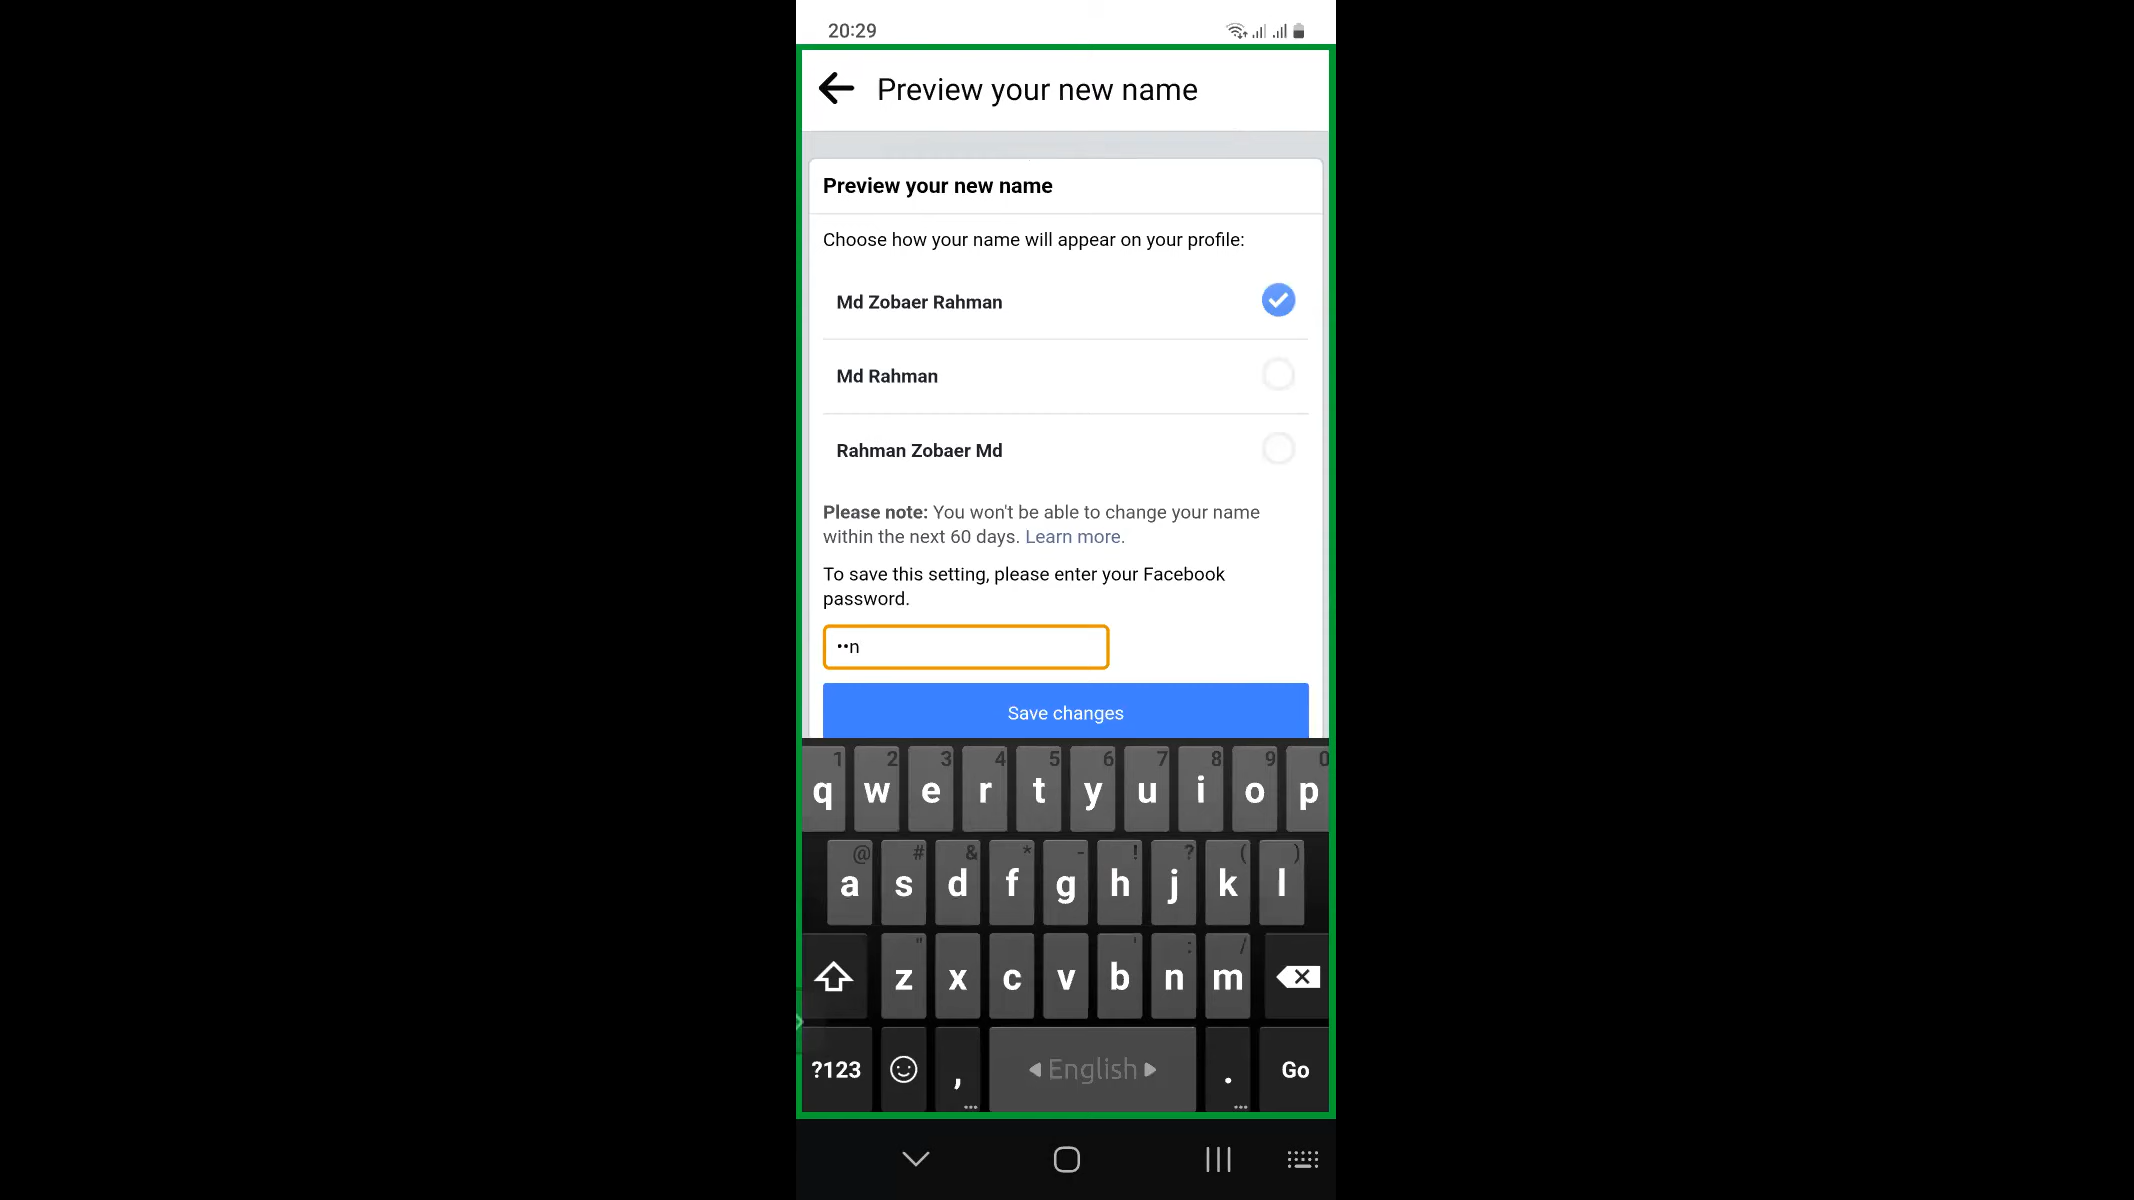 20:29
Preview your new name
Preview your new name
Choose how your name will appear on your profile:
Md Zobaer Rahman
Md Rahman
Rahman Zobaer Md
Please note: You won't be able to change your name
within the next 60 days. Learn more.
To save this setting, please enter your Facebook
password.
••n
Save changes
1 2 3 4 5 6 7 8 9 0
q w e r t y u i o p
@ # & * - ! ? ( )
a s d f g h j k l
" ' : /
z x c v b n m
?123 , English . Go